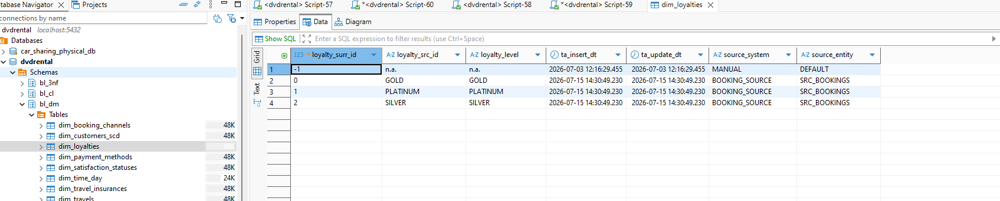 tabase Navigator
Projects
connections by name
dvdrental localhost:5432
Databases
car_sharing_physical_db
dvdrental
Schemas
bl_3nf
bl_cl
bl_dm
Tables
dim_booking_channels 48K
dim_customers_scd 48K
dim_loyalties
dim_payment_methods 48K
dim_satisfaction_statuses 48K
dim_time_day 24K
dim_travel_insurances 48K
dim_travels 48K
<dvdrental> Script-57 *<dvdrental> Script-60 <dvdrental> Script-58 *<dvdrental> Script-59 dim_loyalties
Properties Data Diagram
Show SQL Enter a SQL expression to filter results (use Ctrl+Space)
Grid
Text
123 loyalty_surr_id A-Z loyalty_src_id A-Z loyalty_level ta_insert_dt ta_update_dt A-Z source_system A-Z source_entity
1 -1 n.a. n.a. 2026-07-03 12:16:29.455 2026-07-03 12:16:29.455 MANUAL DEFAULT
2 0 GOLD GOLD 2026-07-15 14:30:49.230 2026-07-15 14:30:49.230 BOOKING_SOURCE SRC_BOOKINGS
3 1 PLATINUM PLATINUM 2026-07-15 14:30:49.230 2026-07-15 14:30:49.230 BOOKING_SOURCE SRC_BOOKINGS
4 2 SILVER SILVER 2026-07-15 14:30:49.230 2026-07-15 14:30:49.230 BOOKING_SOURCE SRC_BOOKINGS